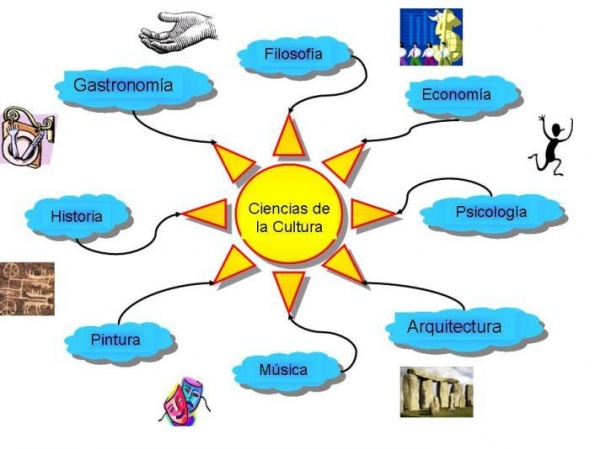 Filosofía
Gastronomía
Economía
Historia
Ciencias de
la Cultura
Psicología
Pintura
Arquitectura
Música